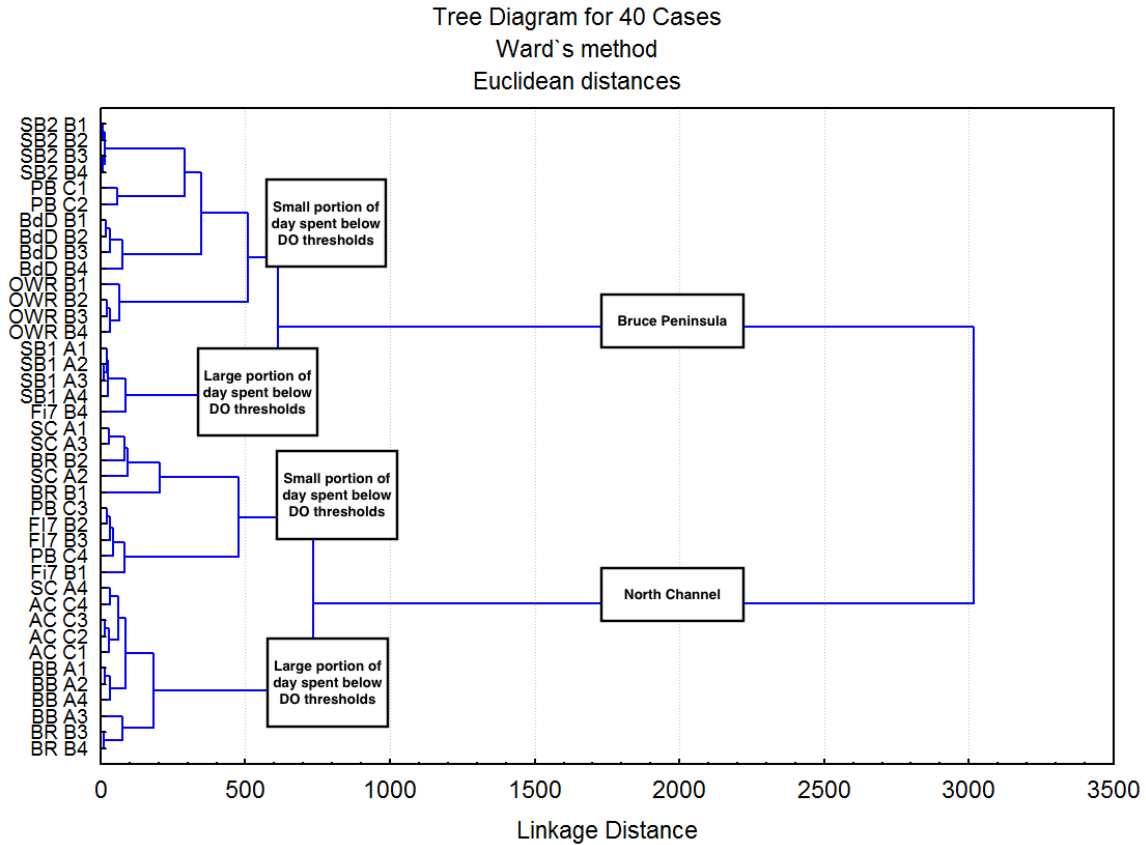 Tree Diagram for 40 Cases
Ward`s method
Euclidean distances
SB2 B1
SB2 B2
SB2 B3
SB2 B4
PB C1
PB C2
BdD B1
BdD B2
BdD B3
BdD B4
OWR B1
OWR B2
OWR B3
OWR B4
SB1 A1
SB1 A2
SB1 A3
SB1 A4
Fi7 B4
SC A1
SC A3
BR B2
SC A2
BR B1
PB C3
FI7 B2
FI7 B3
PB C4
Fi7 B1
SC A4
AC C4
AC C3
AC C2
AC C1
BB A1
BB A2
BB A4
BB A3
BR B3
BR B4
Small portion of
day spent below
DO thresholds
Bruce Peninsula
Large portion of
day spent below
DO thresholds
Small portion of
day spent below
DO thresholds
North Channel
Large portion of
day spent below
DO thresholds
0 500 1000 1500 2000 2500 3000 3500
Linkage Distance